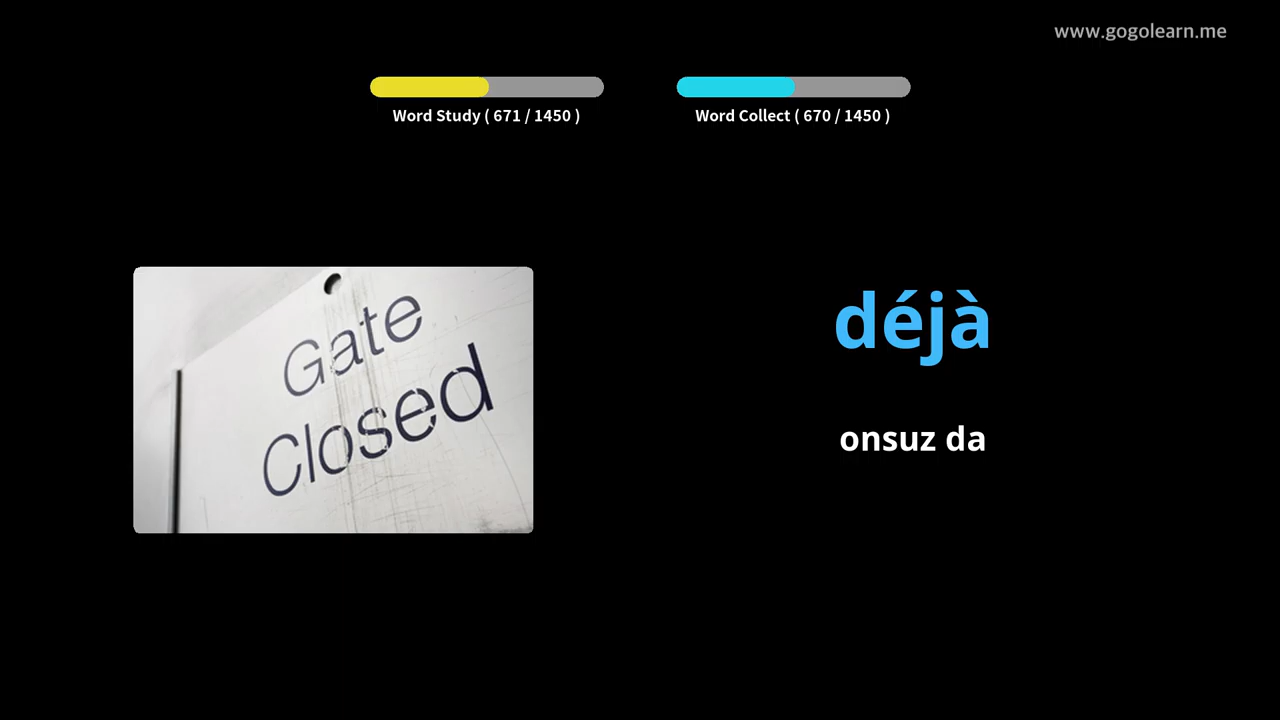 www.gogolearn.me
Word Study ( 671 / 1450 )
Word Collect ( 670 / 1450 )
Gate
Closed
déjà
onsuz da